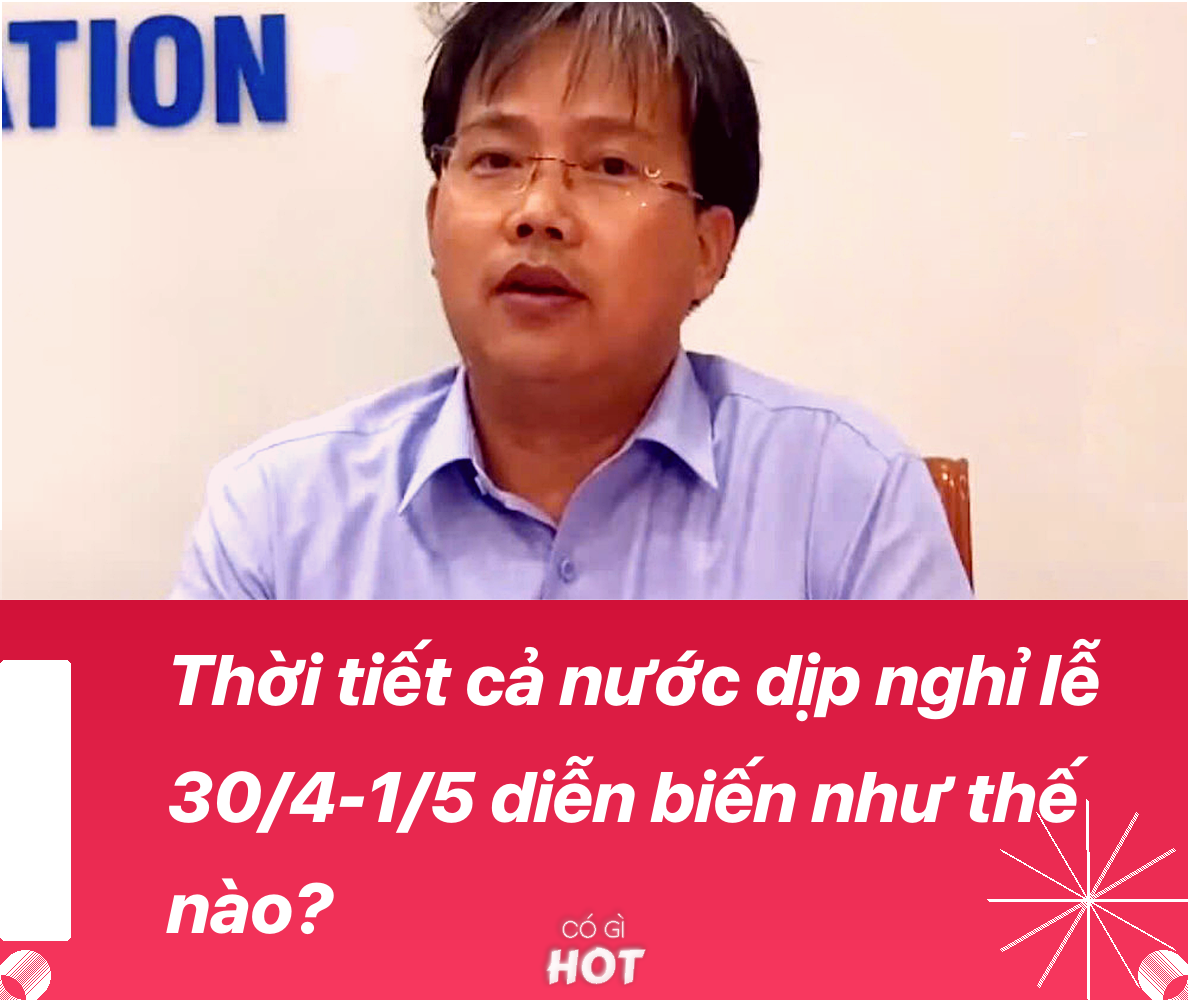 ATION
Thời tiết cả nước dịp nghỉ lễ
30/4-1/5 diễn biến như thế
nào?
CÓ GÌ
HOT